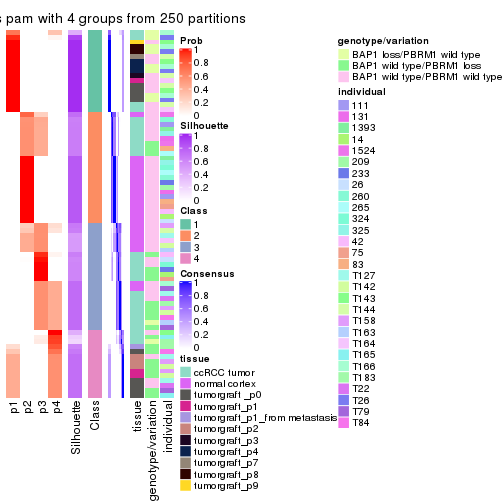 s pam with 4 groups from 250 partitions
Prob
1
0.8
0.6
0.4
0.2
0
Silhouette
1
0.8
0.6
0.4
0.2
0
Class
1
2
3
4
Consensus
1
0.8
0.6
0.4
0.2
0
tissue
ccRCC tumor
normal cortex
tumorgraft_p0
tumorgraft_p1
tumorgraft_p1_from metastasis
tumorgraft_p2
tumorgraft_p3
tumorgraft_p4
tumorgraft_p7
tumorgraft_p8
tumorgraft_p9
genotype/variation
BAP1 loss/PBRM1 wild type
BAP1 wild type/PBRM1 loss
BAP1 wild type/PBRM1 wild type
individual
111
131
1393
14
1524
209
233
26
260
265
324
325
42
75
83
T127
T142
T143
T144
T158
T163
T164
T165
T166
T183
T22
T26
T79
T84
p1
p2
p3
p4
Silhouette
Class
tissue
genotype/variation
individual